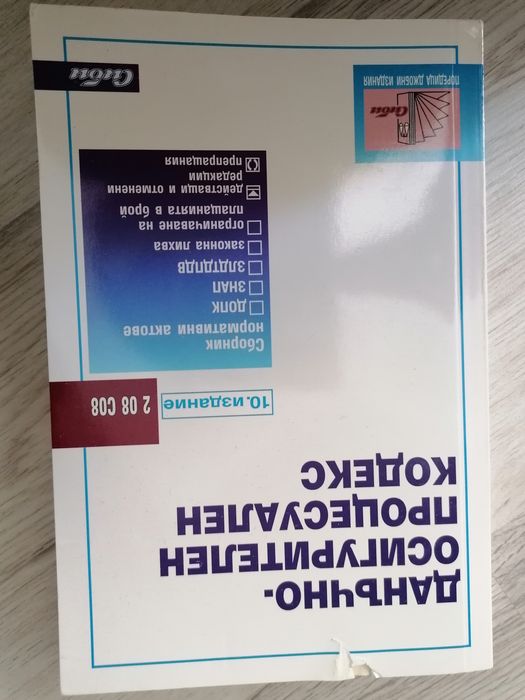 ДАНЪЧНО-
ОСИГУРИТЕЛЕН
ПРОЦЕСУАЛЕН
КОДЕКС
10. издание
2 08 C08
Сборник
нормативни актове
ДОПК
ЗНАП
ЗЛДТДПДВ
законна лихва
ограничаване на
плащанията в брой
действащи и отменени
редакции
препращания
Сиби
ПОРЕДИЦА ДЖОБНИ ИЗДАНИЯ
Сиби